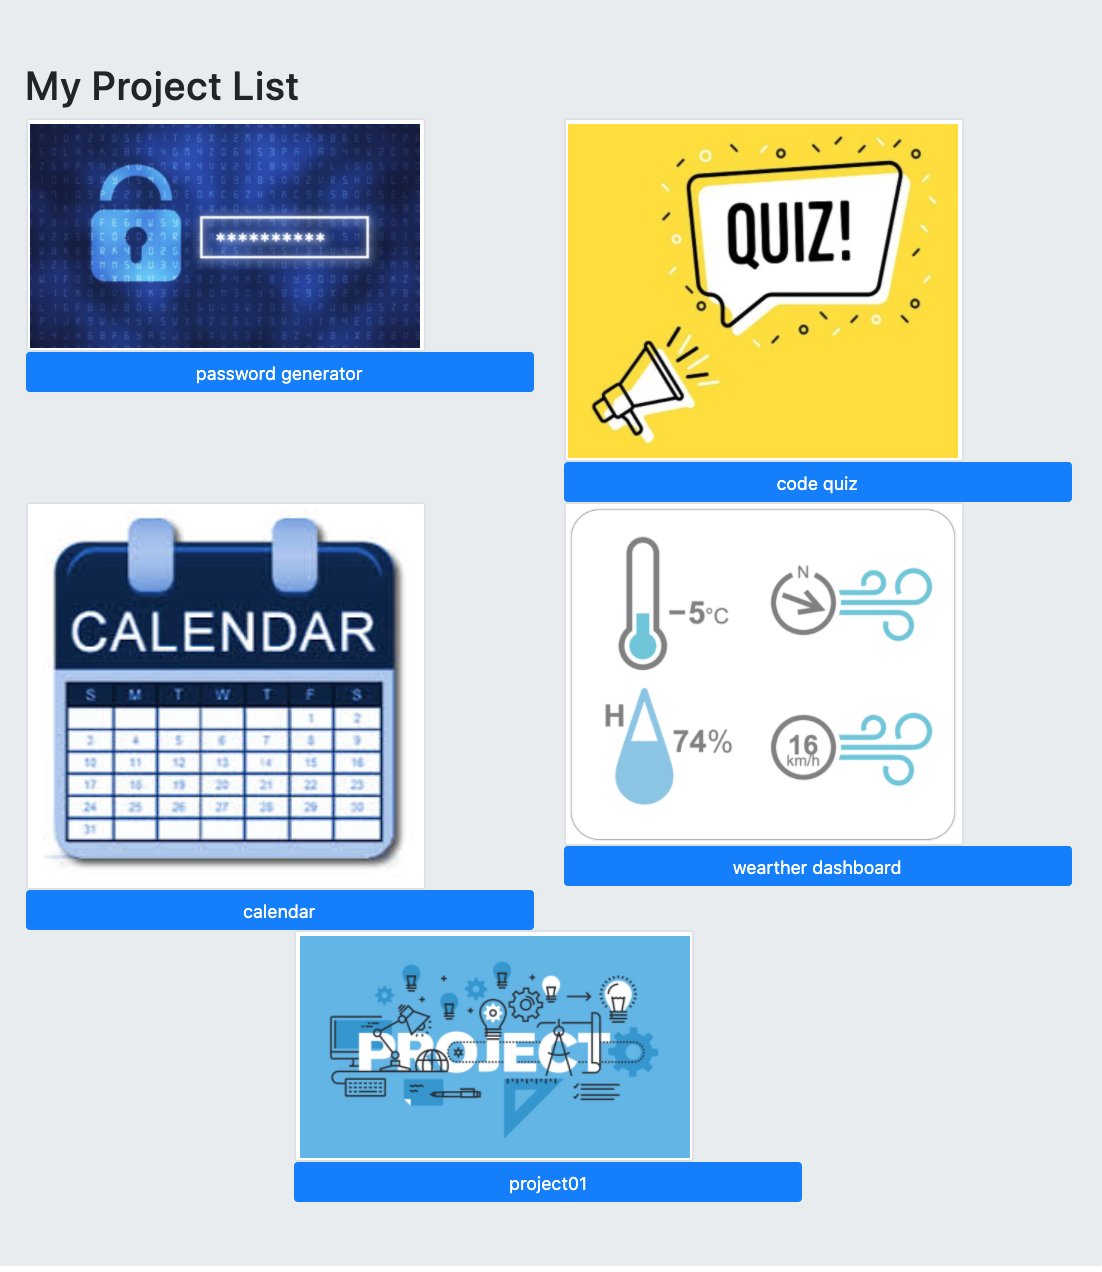 My Project List
**********
password generator
QUIZ!
code quiz
CALENDAR
S M T W T F S
1 2
3 4 5 6 7 8 9
10 11 12 13 14 15 16
17 18 19 20 21 22 23
24 25 26 27 28 29 30
31
calendar
N
−5°C
H
74%
16
km/h
wearther dashboard
PROJECT
project01